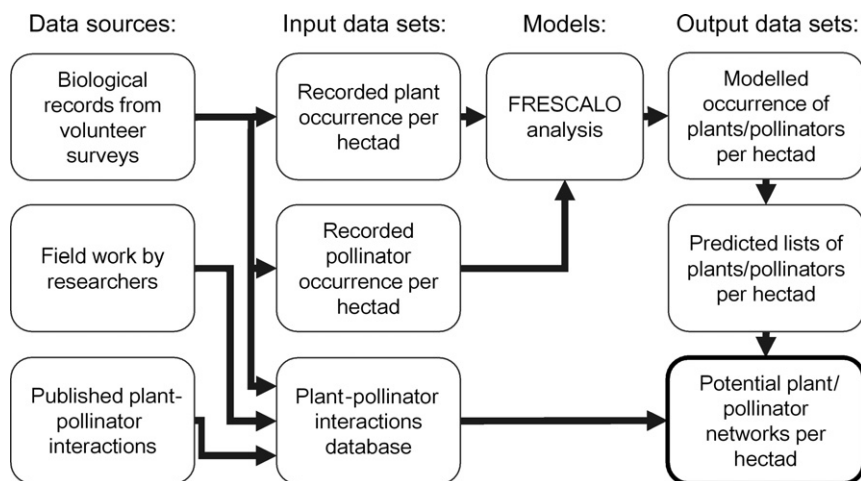 Data sources:
Input data sets:
Models:
Output data sets:
Biological
records from
volunteer
surveys
Recorded plant
occurrence per
hectad
FRESCALO
analysis
Modelled
occurrence of
plants/pollinators
per hectad
Field work by
researchers
Recorded
pollinator
occurrence per
hectad
Predicted lists of
plants/pollinators
per hectad
Published plant-
pollinator
interactions
Plant-pollinator
interactions
database
Potential plant/
pollinator
networks per
hectad